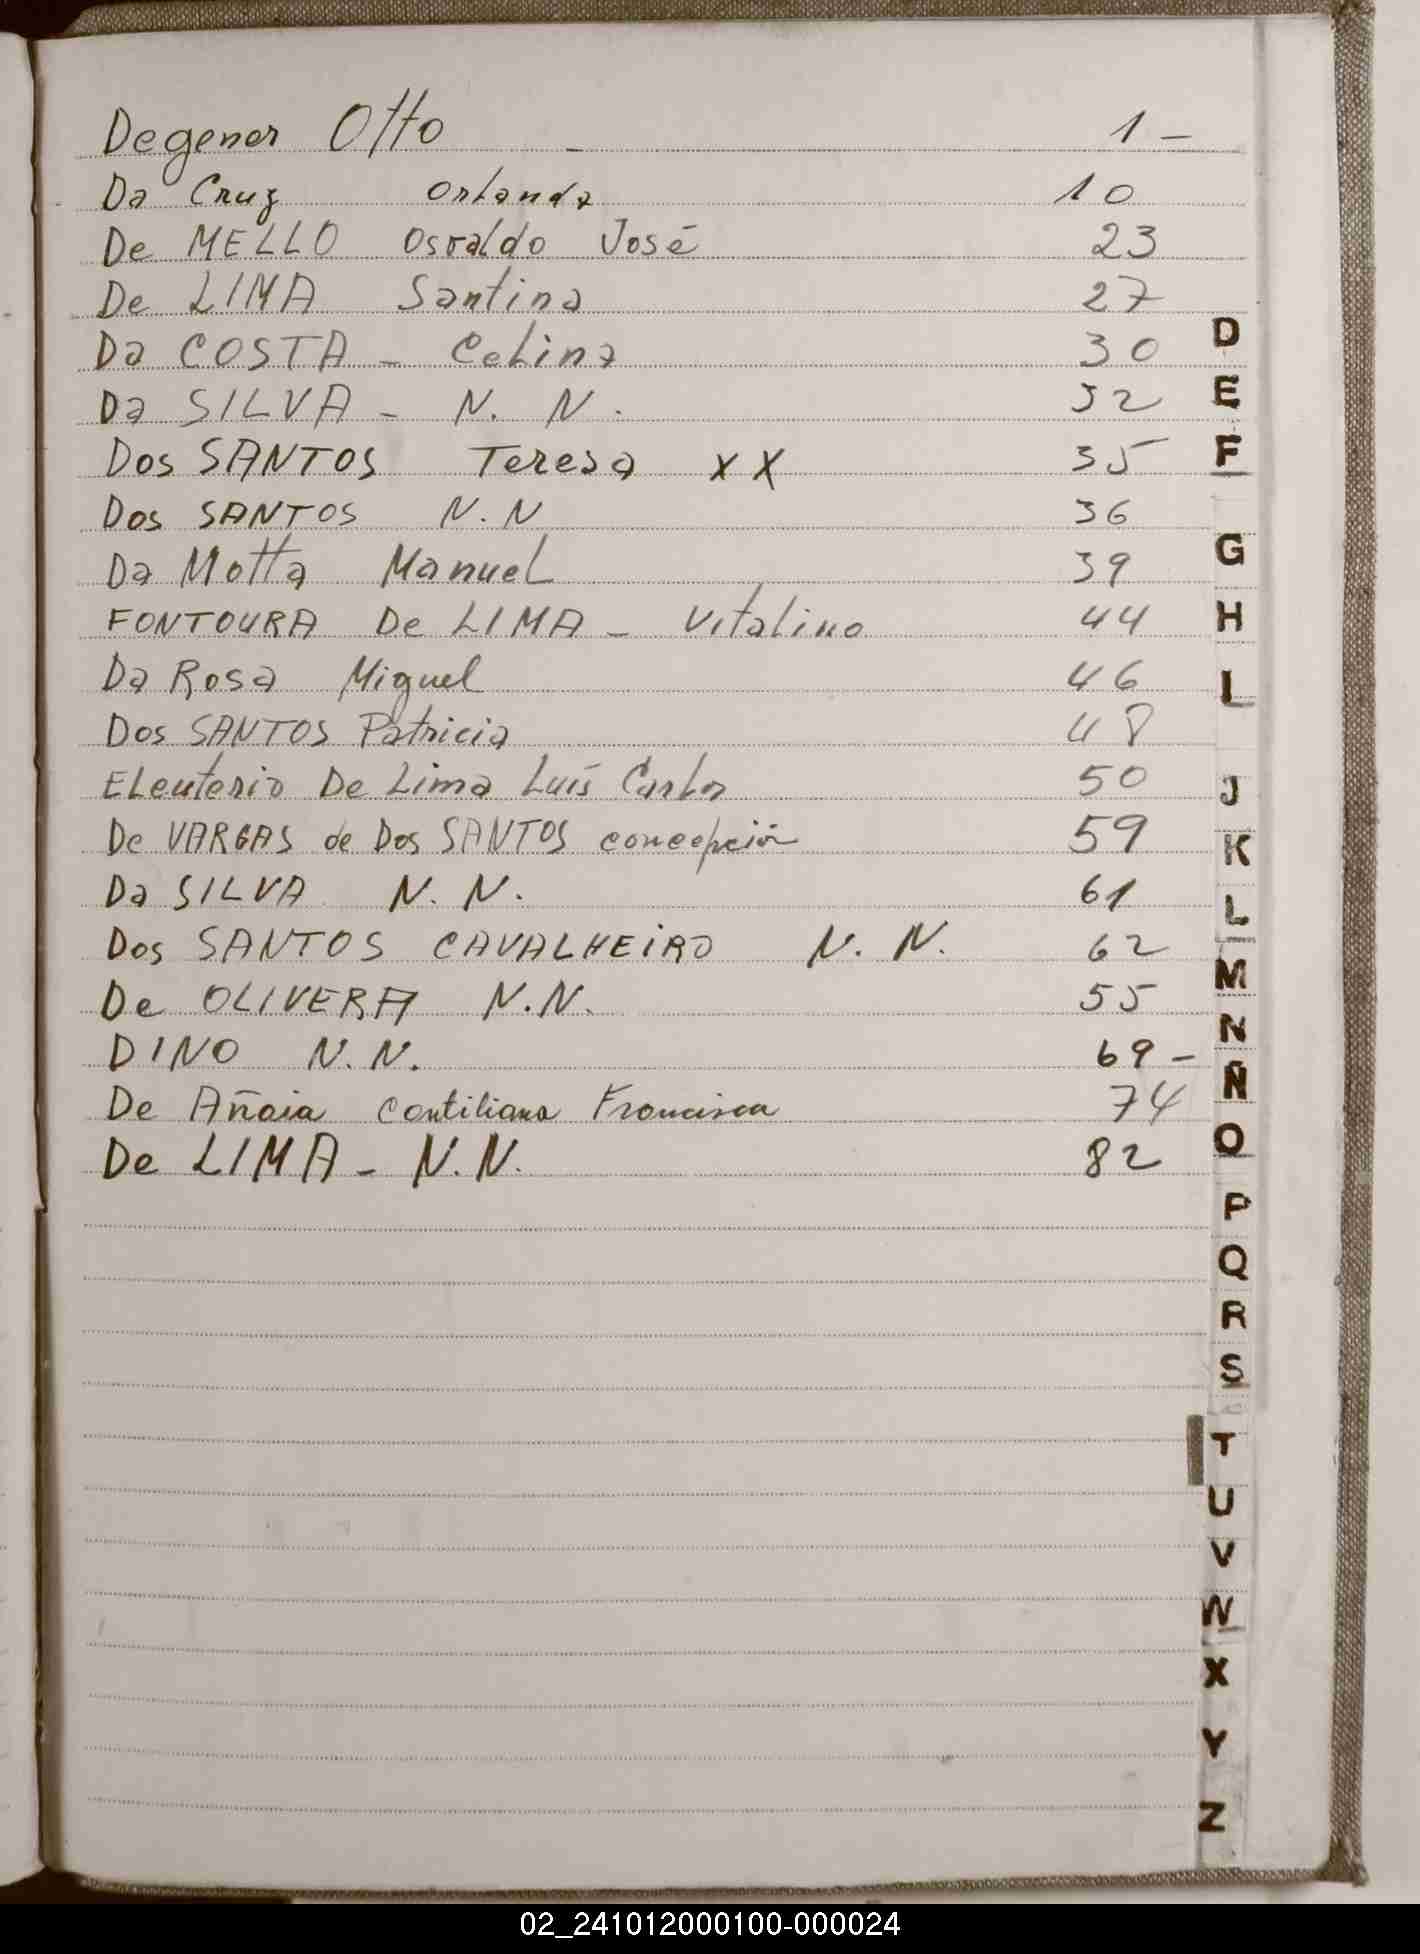 Degener Otto - 1 -
Da Cruz Orlanda 10
De MELLO Osvaldo José 23
De LIMA Santina 27
Da COSTA - Celina 30
Da SILVA - N. N. 32
Dos SANTOS Teresa x x 35
Dos SANTOS N. N 36
Da Motta Manuel 39
FONTOURA De LIMA - Vitalino 44
Da Rosa Miguel 46
Dos SANTOS Patricia 48
Eleuterio De Lima Luis Carlos 50
De VARGAS de Dos SANTOS concepción 59
Da SILVA N. N. 61
Dos SANTOS CAVALHEIRO N. N. 62
De OLIVERA N.N. 55
DINO N.N. 69 -
De Añaia Contiliana Francisca 74
De LIMA - N.N. 82
D
E
F
G
H
I
J
K
L
M
N
Ñ
O
P
Q
R
S
T
U
V
W
X
Y
Z
02_241012000100-000024